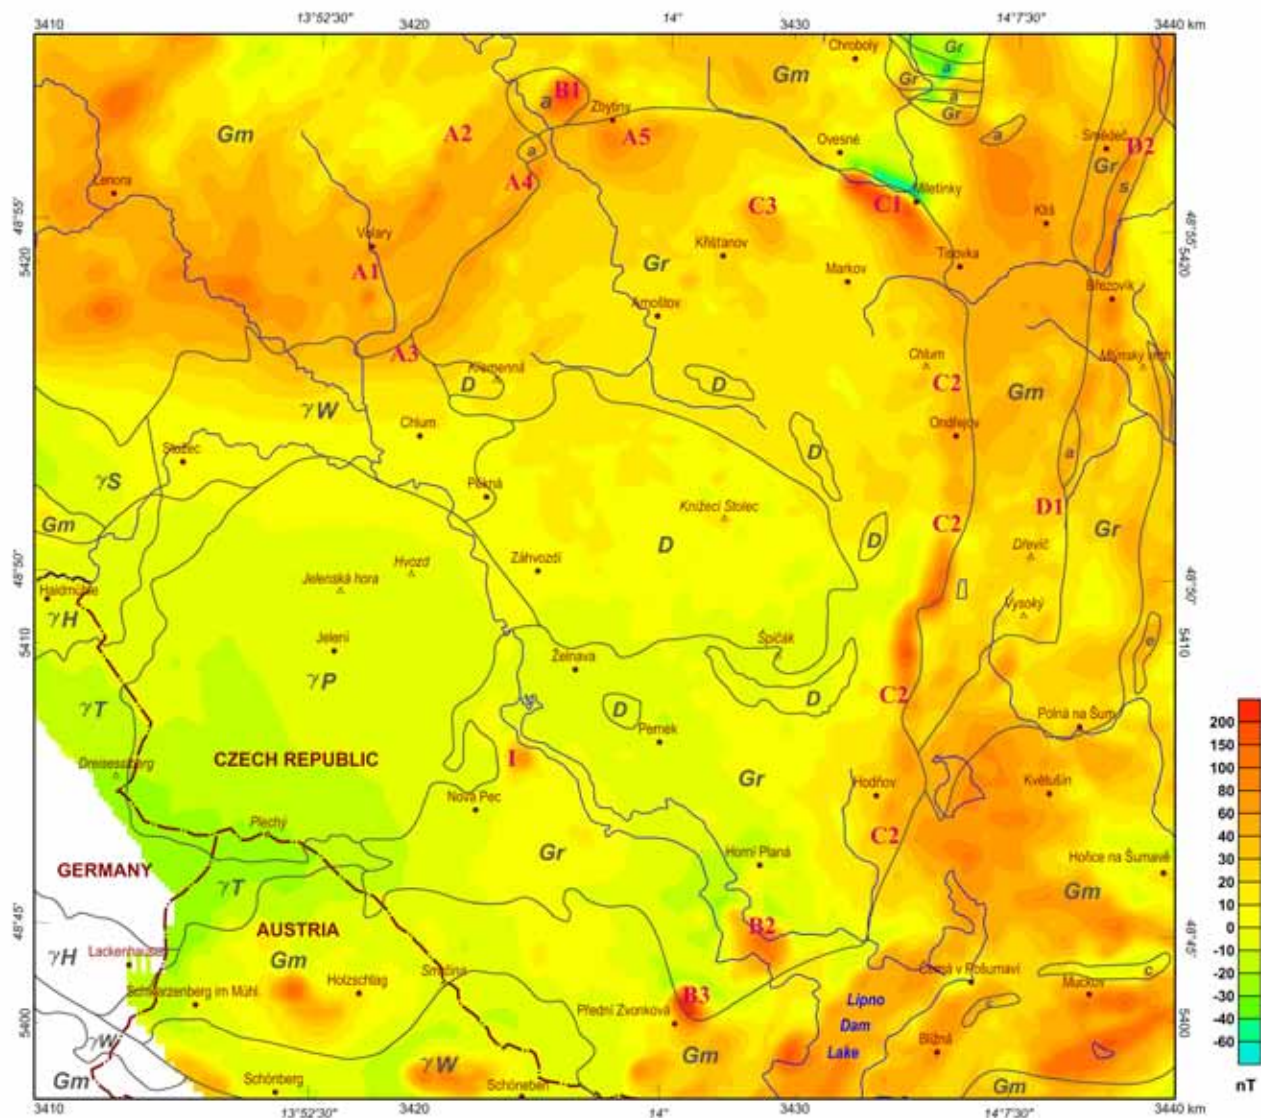 3410 13°52'30" 3420 14° 3430 14°7'30" 3440 km
Chroboly
Gr
a
Gm
Gr
B1
a
a
Zbytiny
Gr
Gm
A2
A5
a
Smědeč
D2
Ovesné
Gr
a
Lenora
A4
s
Miletínky
C1
C3
48°55'
Volary
Křišťanov
Kliš
48°55'
5420
A1
Gr
Markov
Tisovka
5420
Březovík
Arnoštov
A3
Chlum
Mlýnský vrch
Křemenná
D
D
C2
Gm
γW
Chlum
Ondřejov
Stožec
D
a
γS
Pěkná
Knížecí Stolec
D1
Gm
C2
Gr
D
D
Dřevíč
48°50'
Hvozd
Záhvozdí
48°50'
Haidmühle
Jelenská hora
Vysoký
γH
Jelení
Špičák
5410
5410
Želnava
γP
C2
γT
D
D
Pernek
Polná na Šum.
Dreisessberg
CZECH REPUBLIC
I
Gr
Hodňov
Květušín
Nová Pec
Plechý
C2
Gr
Horní Planá
Hořice na Šumavě
GERMANY
γT
Gm
48°45'
AUSTRIA
B2
48°45'
γH
Lackenhäuser
Gm
Smrčina
Černá v Pošumaví
c
Holzschlag
Mučkov
Schwarzenberg im Mühl.
B3
Lipno
c
Přední Zvonková
5400
Dam
5400
γW
Lake
Bližná
γW
Gm
Gm
Schönberg
Schöneben
Gm
3410 13°52'30" 3420 14° 3430 14°7'30" 3440 km
200
150
100
80
60
40
30
20
10
0
-10
-20
-30
-40
-60
nT